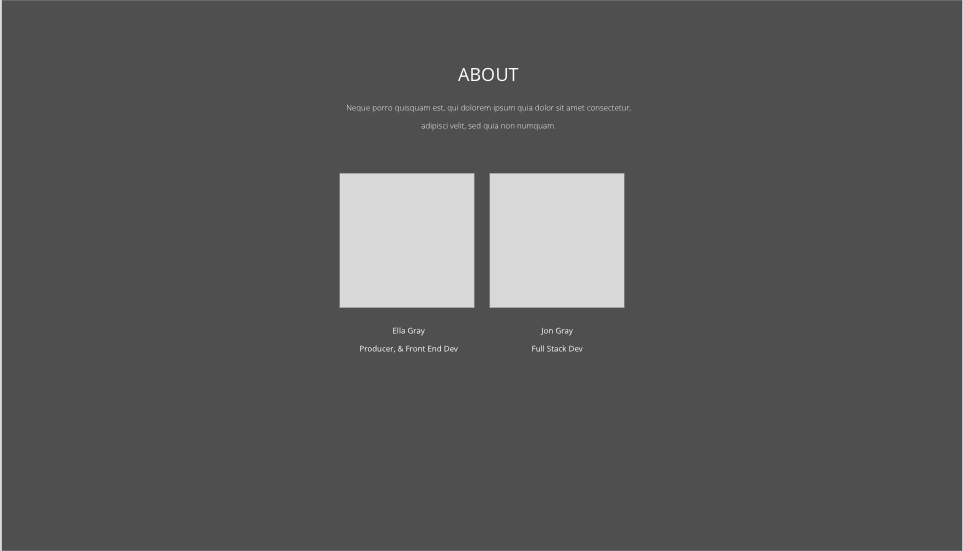 ABOUT
Neque porro quisquam est, qui dolorem ipsum quia dolor sit amet consectetur,
adipisci velit, sed quia non numquam.
Ella Gray
Producer, & Front End Dev
Jon Gray
Full Stack Dev